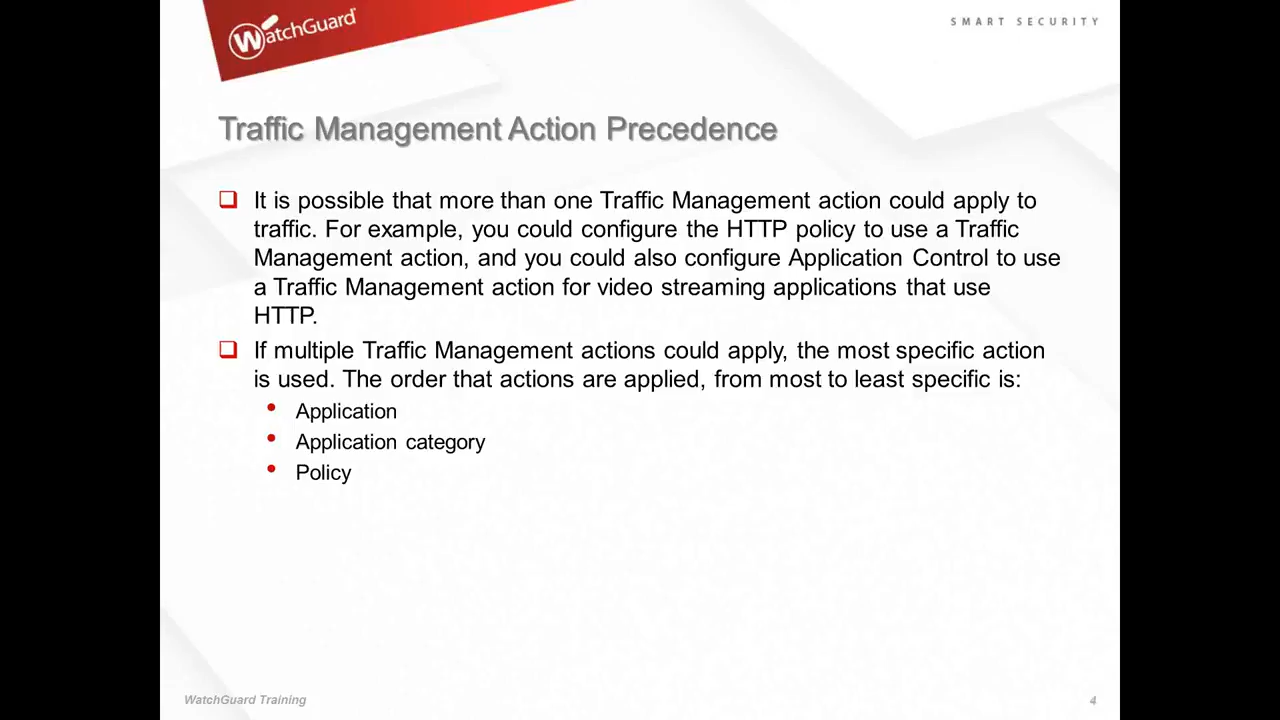 WatchGuard
SMART SECURITY
Traffic Management Action Precedence
It is possible that more than one Traffic Management action could apply to
traffic. For example, you could configure the HTTP policy to use a Traffic
Management action, and you could also configure Application Control to use
a Traffic Management action for video streaming applications that use
HTTP.
If multiple Traffic Management actions could apply, the most specific action
is used. The order that actions are applied, from most to least specific is:
Application
Application category
Policy
WatchGuard Training
4